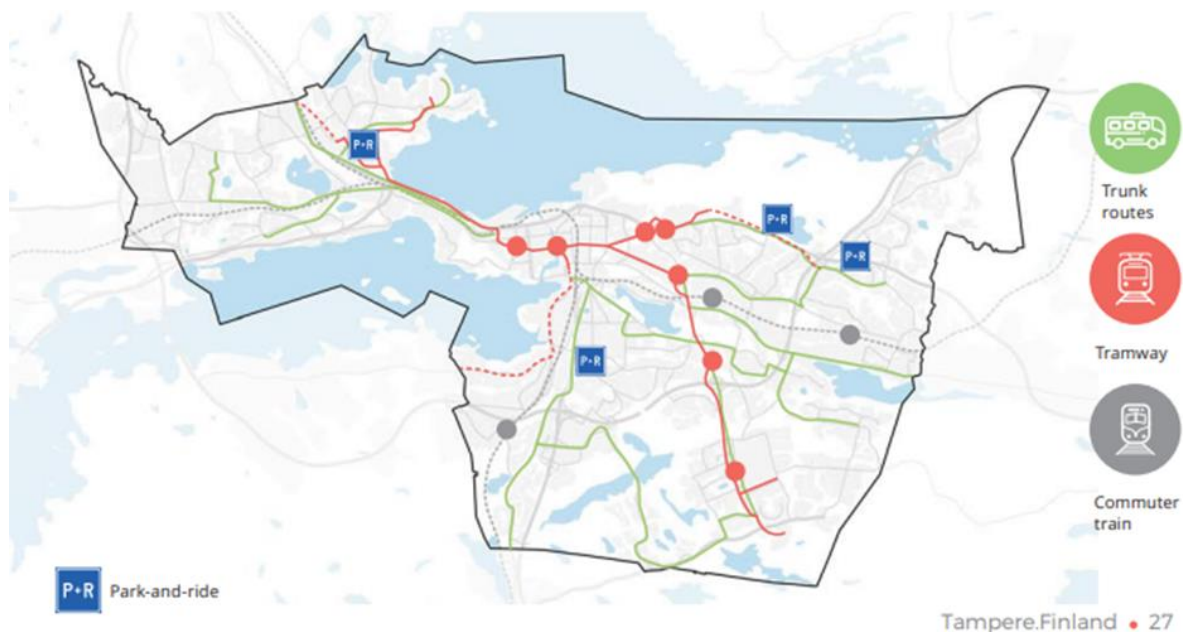 P+R
P+R
P+R
P+R
Trunk
routes
Tramway
Commuter
train
P+R Park-and-ride
Tampere.Finland • 27